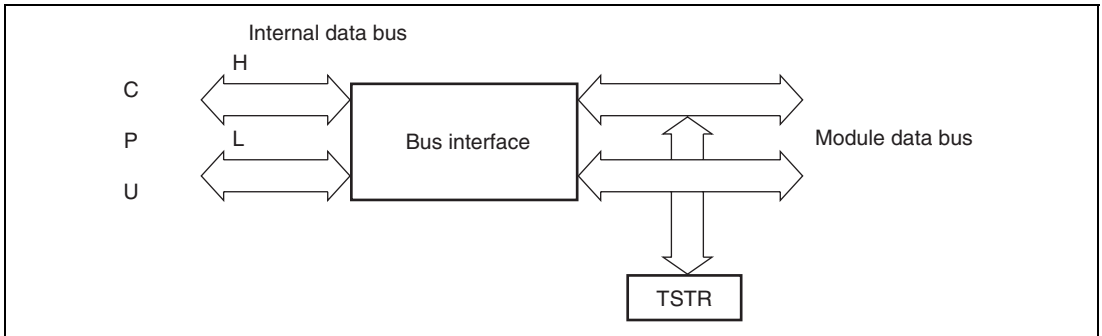 Internal data bus
H
C
P
L
Bus interface
Module data bus
U
TSTR